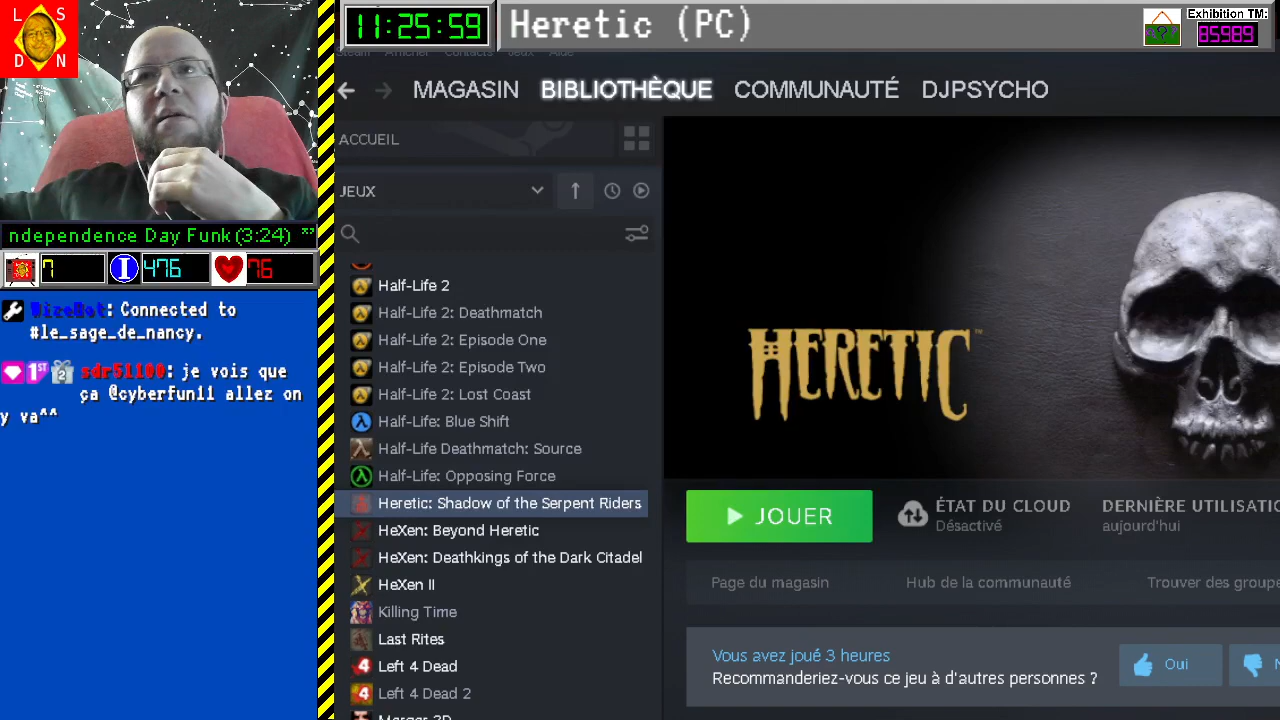 L S
D N
11:25:59
Heretic (PC)
Exhibition TM:
85989
MAGASIN BIBLIOTHÈQUE COMMUNAUTÉ DJPSYCHO
ACCUEIL
JEUX
ndependence Day Funk (3:24)
7 I 476 76
WizeBot: Connected to
#le_sage_de_nancy.
1ST 2 sdr51100: je vois que
ça @cyberfun11 allez on
y va^^
Half-Life 2
Half-Life 2: Deathmatch
Half-Life 2: Episode One
Half-Life 2: Episode Two
Half-Life 2: Lost Coast
Half-Life: Blue Shift
Half-Life Deathmatch: Source
Half-Life: Opposing Force
Heretic: Shadow of the Serpent Riders
HeXen: Beyond Heretic
HeXen: Deathkings of the Dark Citadel
HeXen II
Killing Time
Last Rites
Left 4 Dead
Left 4 Dead 2
HERETIC™
JOUER
ÉTAT DU CLOUD
Désactivé
DERNIÈRE UTILISATIO
aujourd'hui
Page du magasin
Hub de la communauté
Trouver des groupe
Vous avez joué 3 heures
Recommanderiez-vous ce jeu à d'autres personnes ?
Oui
N